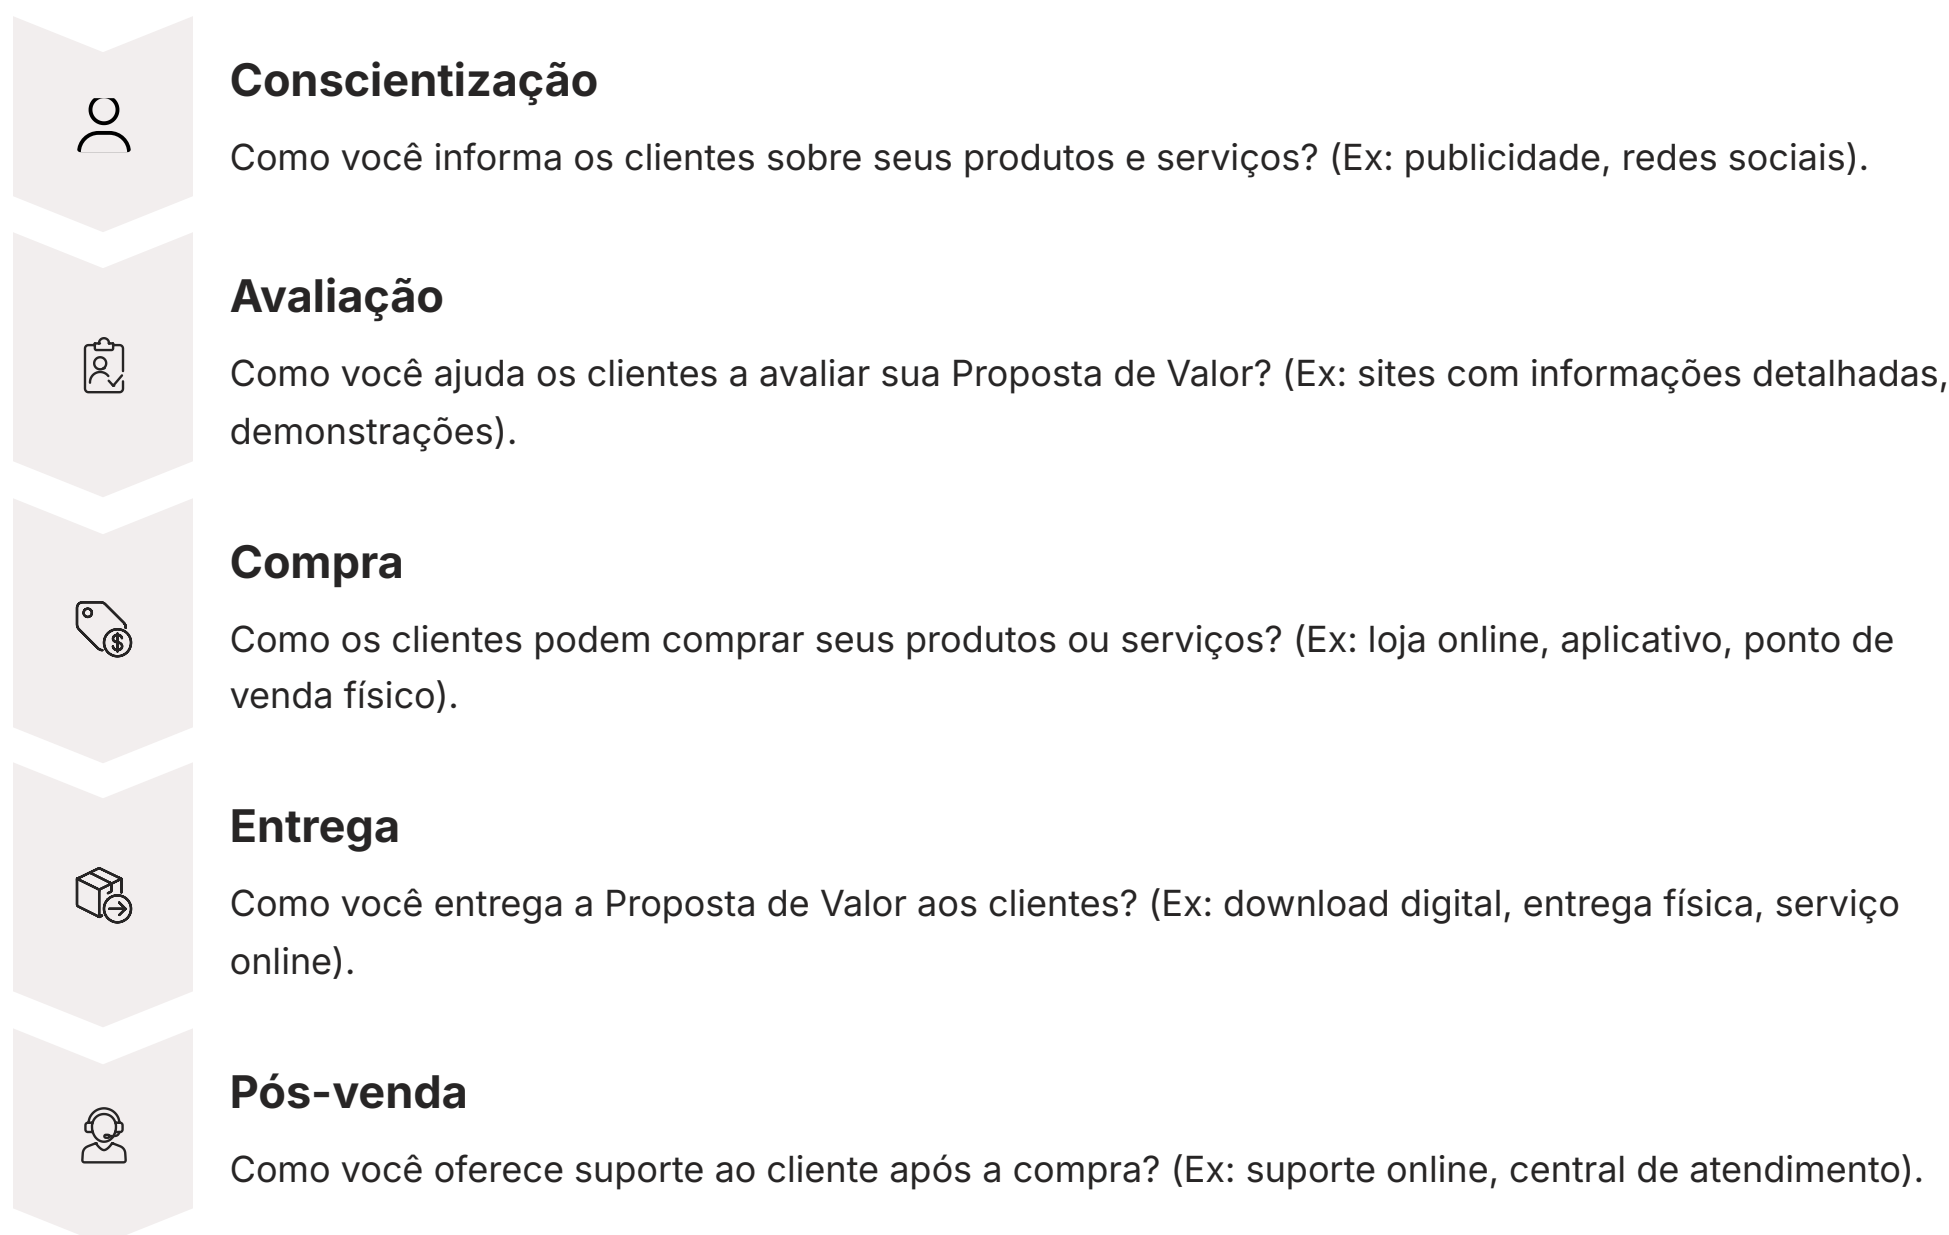 Conscientização
Como você informa os clientes sobre seus produtos e serviços? (Ex: publicidade, redes sociais).
Avaliação
Como você ajuda os clientes a avaliar sua Proposta de Valor? (Ex: sites com informações detalhadas,
demonstrações).
Compra
Como os clientes podem comprar seus produtos ou serviços? (Ex: loja online, aplicativo, ponto de
venda físico).
Entrega
Como você entrega a Proposta de Valor aos clientes? (Ex: download digital, entrega física, serviço
online).
Pós-venda
Como você oferece suporte ao cliente após a compra? (Ex: suporte online, central de atendimento).